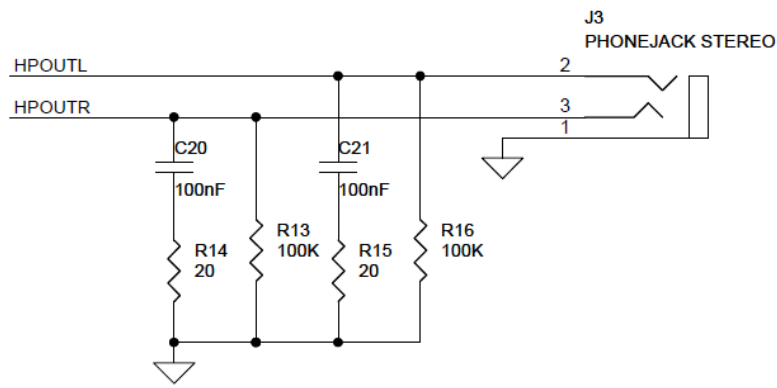 J3
PHONEJACK STEREO
HPOUTL
2
HPOUTR
3
1
C20
C21
100nF
100nF
R13
100K
R16
100K
R14
20
R15
20